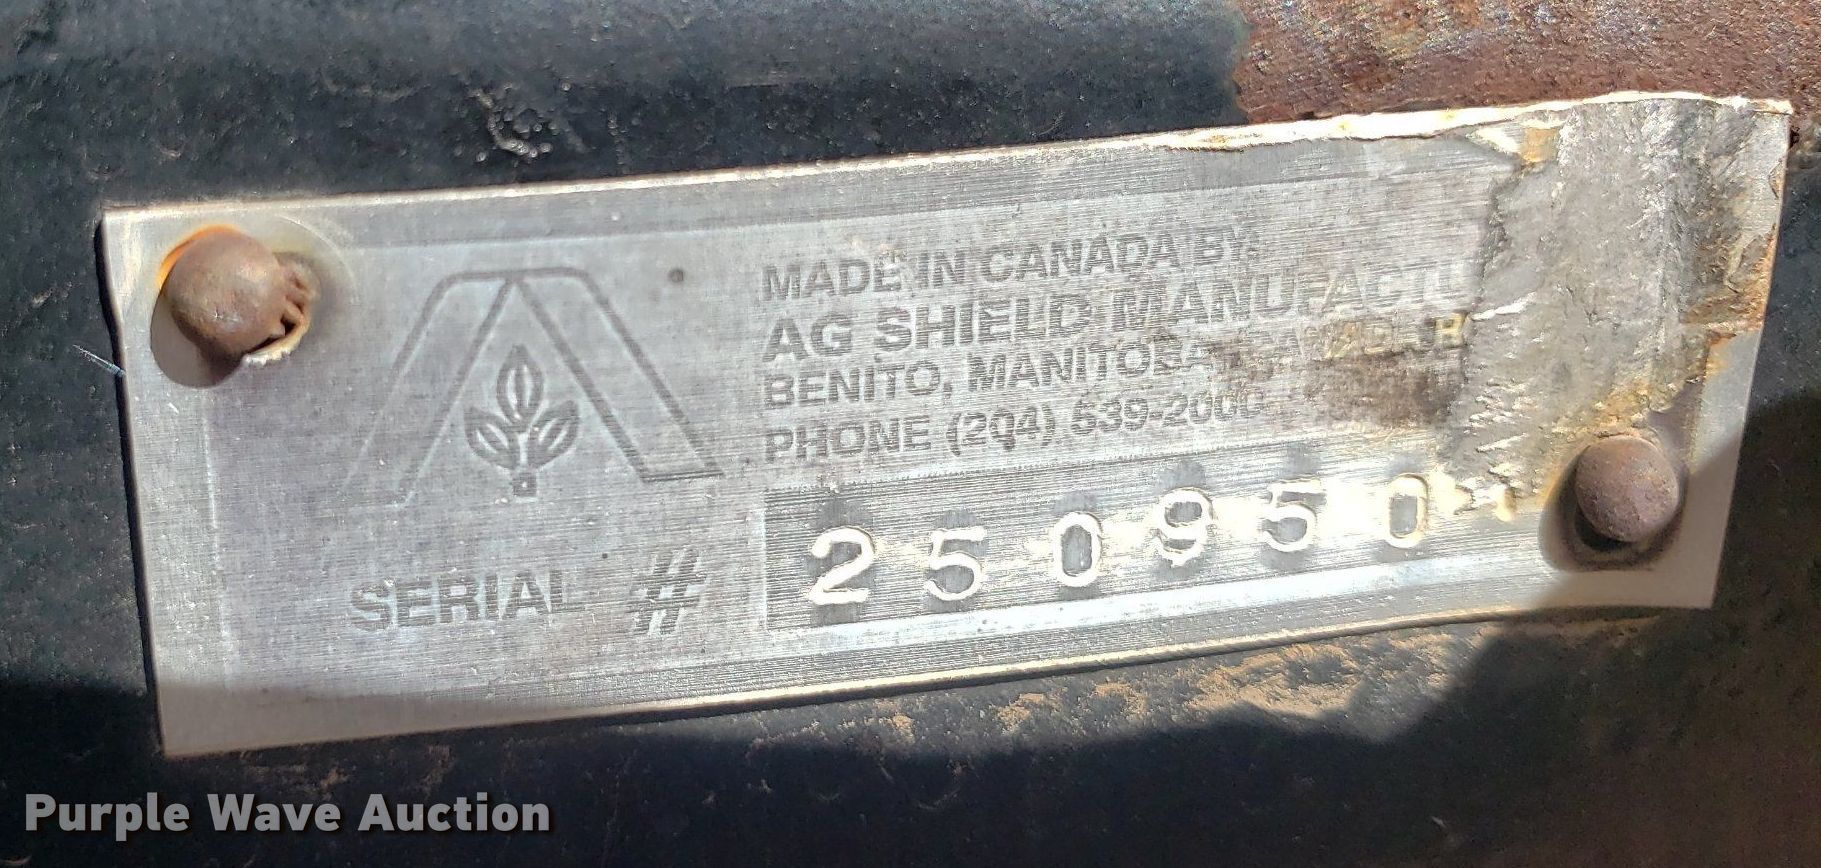 MADE IN CANADA BY:
AG SHIELD MANUFACTU
BENITO, MANITOBA
PHONE (204) 539-2000
SERIAL # 250950
Purple Wave Auction